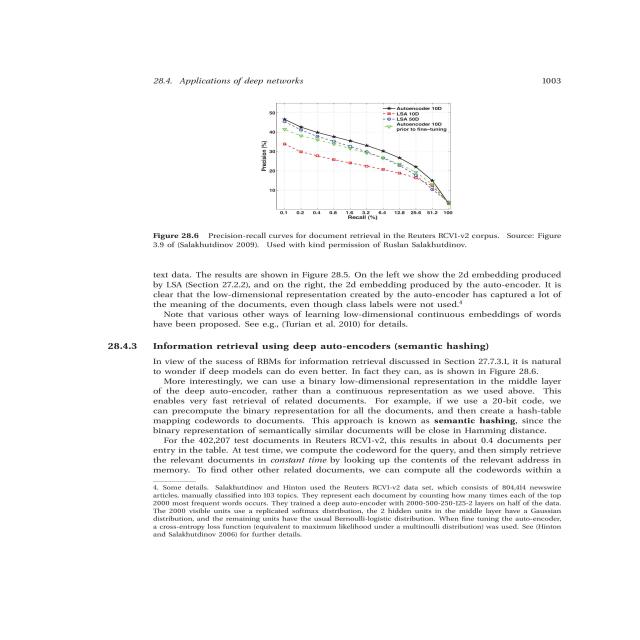 28.4. Applications of deep networks 1003
Autoencoder 10D
LSA 10D
LSA 50D
Autoencoder 10D
prior to fine-tuning
50
40
30
20
10
Precision (%)
0.1 0.2 0.4 0.8 1.6 3.2 6.4 12.8 25.6 51.2 100
Recall (%)
Figure 28.6 Precision-recall curves for document retrieval in the Reuters RCV1-v2 corpus. Source: Figure
3.9 of (Salakhutdinov 2009). Used with kind permission of Ruslan Salakhutdinov.
text data. The results are shown in Figure 28.5. On the left we show the 2d embedding produced
by LSA (Section 27.2.2), and on the right, the 2d embedding produced by the auto-encoder. It is
clear that the low-dimensional representation created by the auto-encoder has captured a lot of
the meaning of the documents, even though class labels were not used.4
Note that various other ways of learning low-dimensional continuous embeddings of words
have been proposed. See e.g., (Turian et al. 2010) for details.
28.4.3 Information retrieval using deep auto-encoders (semantic hashing)
In view of the sucess of RBMs for information retrieval discussed in Section 27.7.3.1, it is natural
to wonder if deep models can do even better. In fact they can, as is shown in Figure 28.6.
More interestingly, we can use a binary low-dimensional representation in the middle layer
of the deep auto-encoder, rather than a continuous representation as we used above. This
enables very fast retrieval of related documents. For example, if we use a 20-bit code, we
can precompute the binary representation for all the documents, and then create a hash-table
mapping codewords to documents. This approach is known as semantic hashing, since the
binary representation of semantically similar documents will be close in Hamming distance.
For the 402,207 test documents in Reuters RCV1-v2, this results in about 0.4 documents per
entry in the table. At test time, we compute the codeword for the query, and then simply retrieve
the relevant documents in constant time by looking up the contents of the relevant address in
memory. To find other other related documents, we can compute all the codewords within a
4. Some details. Salakhutdinov and Hinton used the Reuters RCV1-v2 data set, which consists of 804,414 newswire
articles, manually classified into 103 topics. They represent each document by counting how many times each of the top
2000 most frequent words occurs. They trained a deep auto-encoder with 2000-500-250-125-2 layers on half of the data.
The 2000 visible units use a replicated softmax distribution, the 2 hidden units in the middle layer have a Gaussian
distribution, and the remaining units have the usual Bernoulli-logistic distribution. When fine tuning the auto-encoder,
a cross-entropy loss function (equivalent to maximum likelihood under a multinoulli distribution) was used. See (Hinton
and Salakhutdinov 2006) for further details.